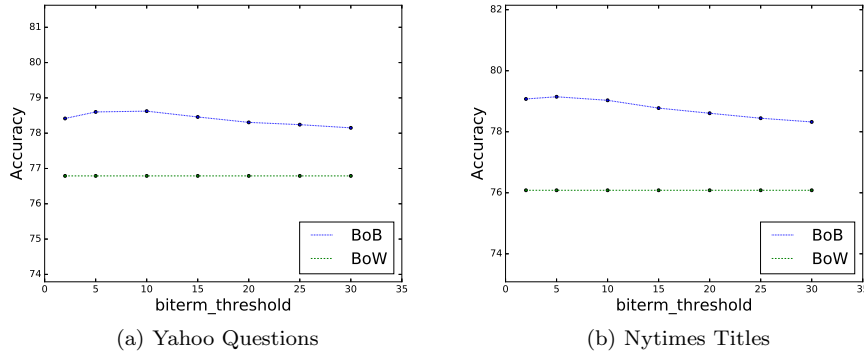 81
80
79
78
77
76
75
74
Accuracy
0 5 10 15 20 25 30 35
biterm_threshold
BoB
BoW
(a) Yahoo Questions
82
80
78
76
74
Accuracy
0 5 10 15 20 25 30 35
biterm_threshold
BoB
BoW
(b) Nytimes Titles